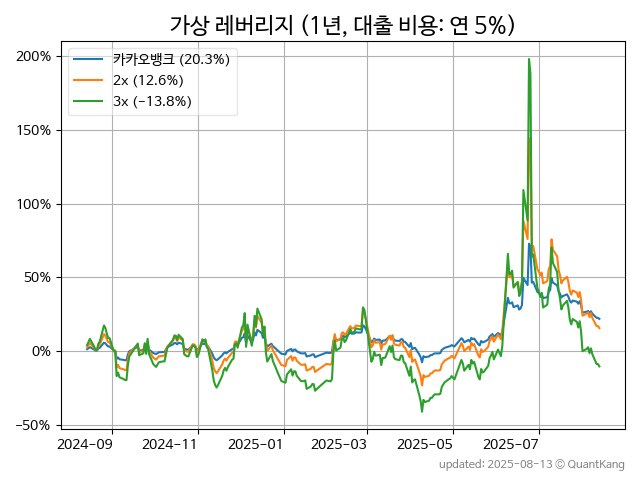 가상 레버리지 (1년, 대출 비용: 연 5%)
카카오뱅크 (20.3%)
2x (12.6%)
3x (−13.8%)
200%
150%
100%
50%
0%
−50%
2024-09
2024-11
2025-01
2025-03
2025-05
2025-07
updated: 2025-08-13 © QuantKang